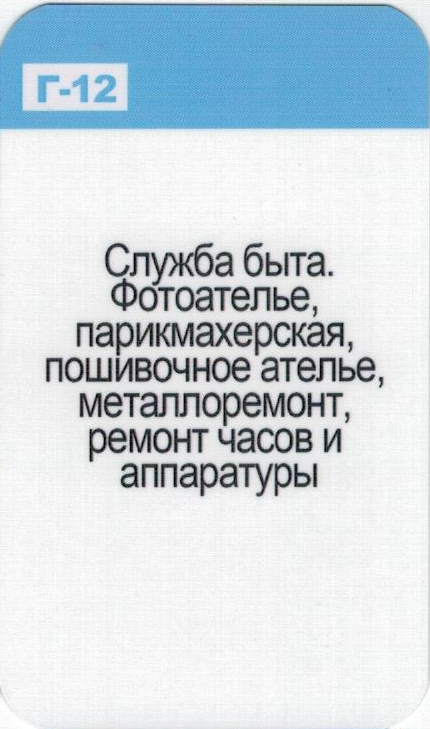 Г-12
Служба быта.
Фотоателье,
парикмахерская,
пошивочное ателье,
металлоремонт,
ремонт часов и
аппаратуры